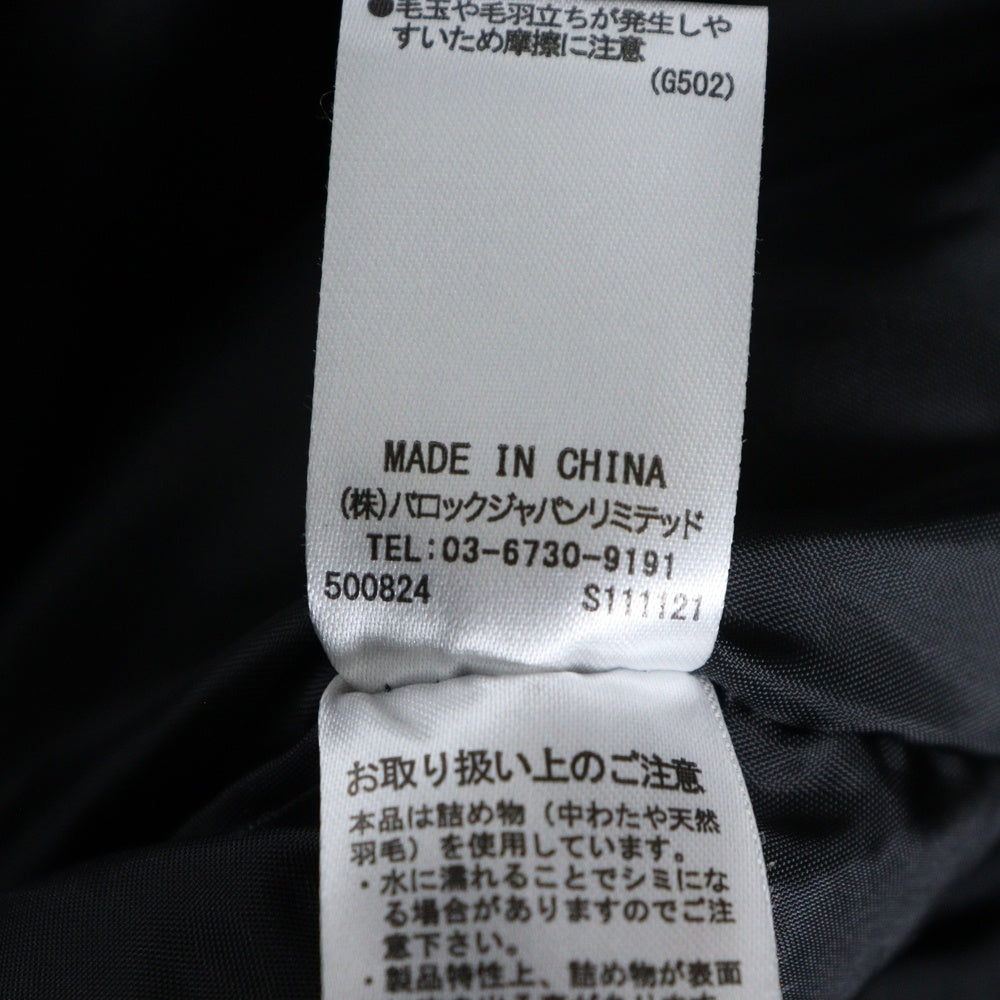 ●毛玉や毛羽立ちが発生しや
すいため摩擦に注意
(G502)
MADE IN CHINA
(株)バロックジャパンリミテッド
TEL:03-6730-9191
500824 S111121
お取り扱い上のご注意
本品は詰め物（中わたや天然
羽毛）を使用しています。
・水に濡れることでシミにな
る場合がありますのでご注
意下さい。
・製品特性上、詰め物が表面